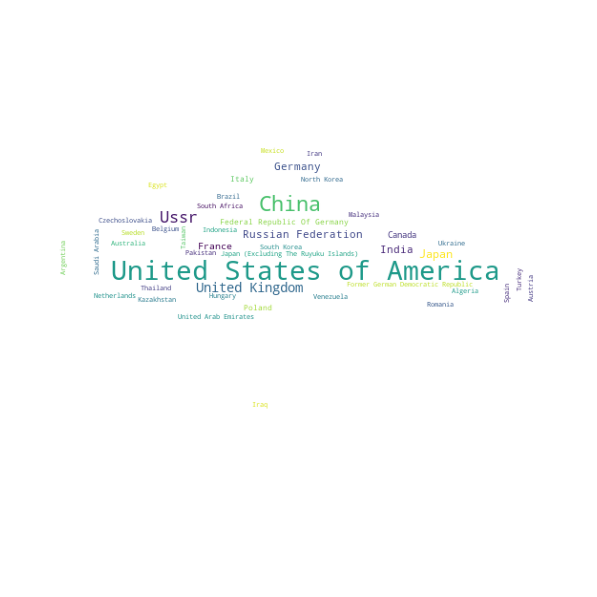 Mexico
Iran
Germany
Italy
North Korea
Egypt
Brazil
South Africa
China
Malaysia
Ussr
Czechoslovakia
Federal Republic Of Germany
Belgium
Indonesia
Taiwan
Russian Federation
Canada
Australia
Sweden
France
South Korea
India
Ukraine
Argentina
Saudi Arabia
Pakistan
Japan (Excluding The Ruyuku Islands)
Japan
United States of America
Thailand
United Kingdom
Former German Democratic Republic
Algeria
Spain
Turkey
Austria
Netherlands
Kazakhstan
Hungary
Venezuela
Romania
Poland
United Arab Emirates
Iraq